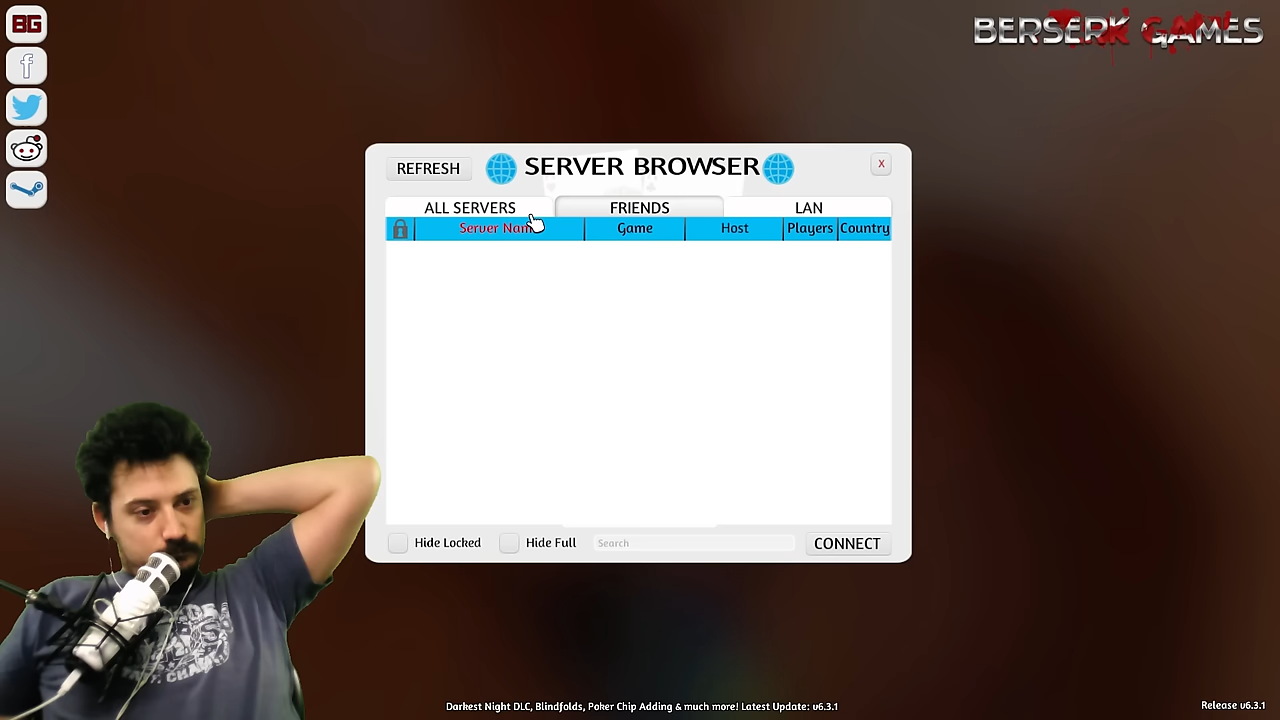 BG
BERSERK GAMES
REFRESH
SERVER BROWSER
X
ALL SERVERS
FRIENDS
LAN
Server Nam
Game
Host
Players
Country
Hide Locked
Hide Full
Search
CONNECT
Darkest Night DLC, Blindfolds, Poker Chip Adding & much more! Latest Update: v6.3.1
Release v6.3.1